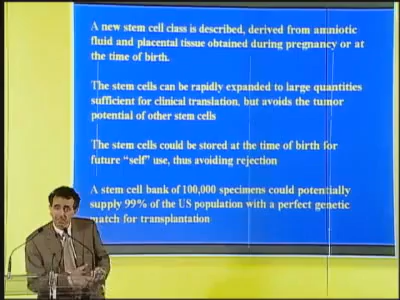 A new stem cell class is described, derived from amniotic
fluid and placental tissue obtained during pregnancy or at
the time of birth.
The stem cells can be rapidly expanded to large quantities
sufficient for clinical translation, but avoids the tumor
potential of other stem cells
The stem cells could be stored at the time of birth for
future “self” use, thus avoiding rejection
A stem cell bank of 100,000 specimens could potentially
supply 99% of the US population with a perfect genetic
match for transplantation